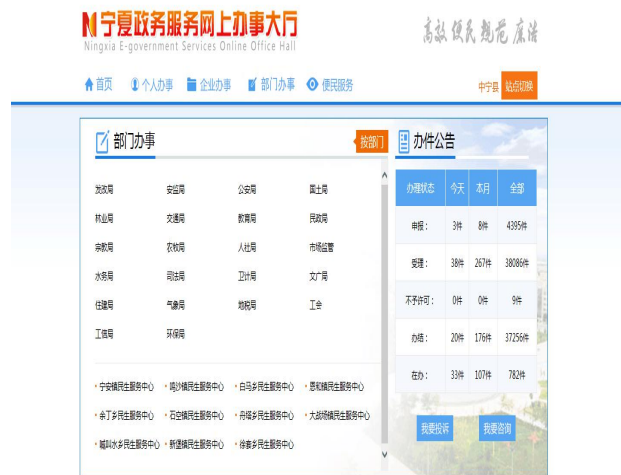 宁夏政务服务网上办事大厅
Ningxia E-government Services Online Office Hall
高效 便民 规范 廉洁
首页 个人办事 企业办事 部门办事 便民服务
中宁县 站点切换
部门办事 按部门
发改局 安监局 公安局 国土局
林业局 交通局 教育局 民政局
宗教局 农牧局 人社局 市场监管
水务局 司法局 卫计局 文广局
住建局 气象局 地税局 工会
工信局 环保局
宁安镇民生服务中心 鸣沙镇民生服务中心 白马乡民生服务中心 恩和镇民生服务中心
余丁乡民生服务中心 石空镇民生服务中心 舟塔乡民生服务中心 大战场镇民生服务中心
喊叫水乡民生服务中心 新堡镇民生服务中心 徐套乡民生服务中心
办件公告
办理状态 今天 本月 全部
申报： 3件 8件 4395件
受理： 38件 267件 38086件
不予许可： 0件 0件 9件
办结： 20件 176件 37256件
在办： 33件 107件 782件
我要投诉 我要咨询